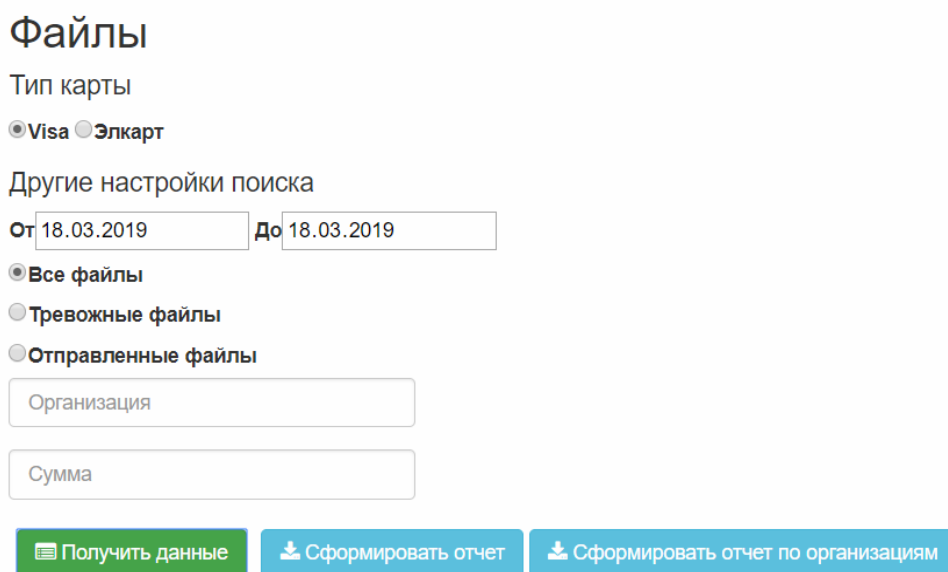 Файлы
Тип карты
Visa Элкарт
Другие настройки поиска
От 18.03.2019 До 18.03.2019
Все файлы
Тревожные файлы
Отправленные файлы
Организация
Сумма
Получить данные Сформировать отчет Сформировать отчет по организациям